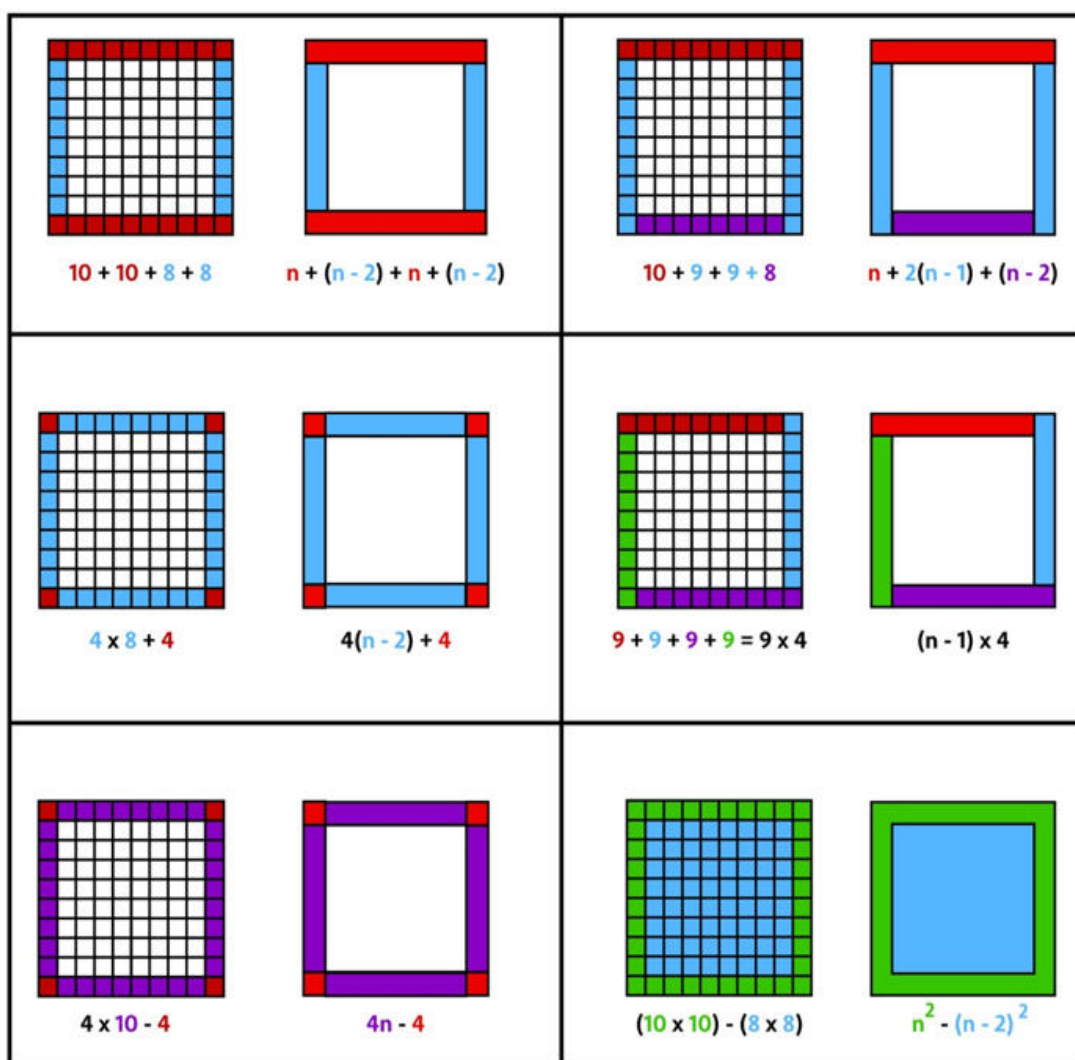 10 + 10 + 8 + 8
n + (n - 2) + n + (n - 2)
10 + 9 + 9 + 8
n + 2(n - 1) + (n - 2)
4 x 8 + 4
4(n - 2) + 4
9 + 9 + 9 + 9 = 9 x 4
(n - 1) x 4
4 x 10 - 4
4n - 4
(10 x 10) - (8 x 8)
n² - (n - 2)²